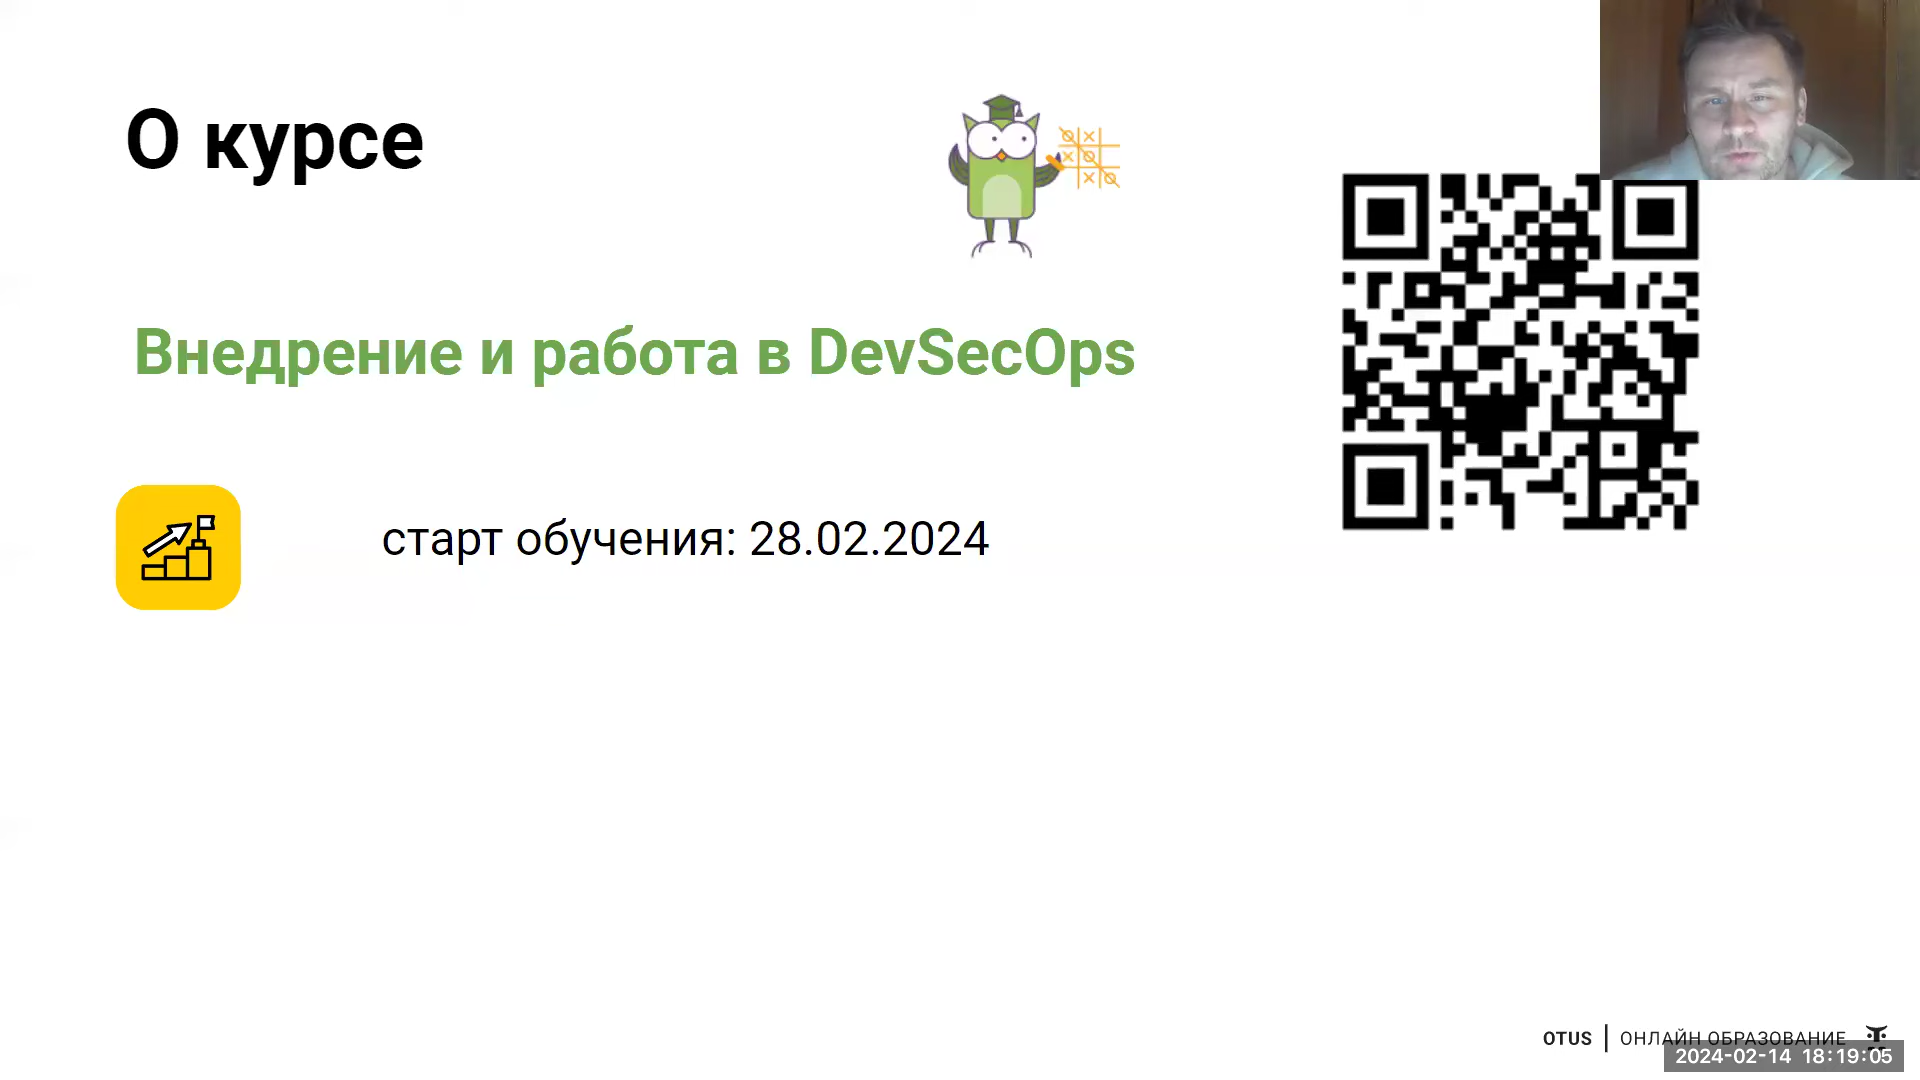 О курсе
Внедрение и работа в DevSecOps
старт обучения: 28.02.2024
OTUS | ОНЛАЙН ОБРАЗОВАНИЕ
2024-02-14 18:19:05